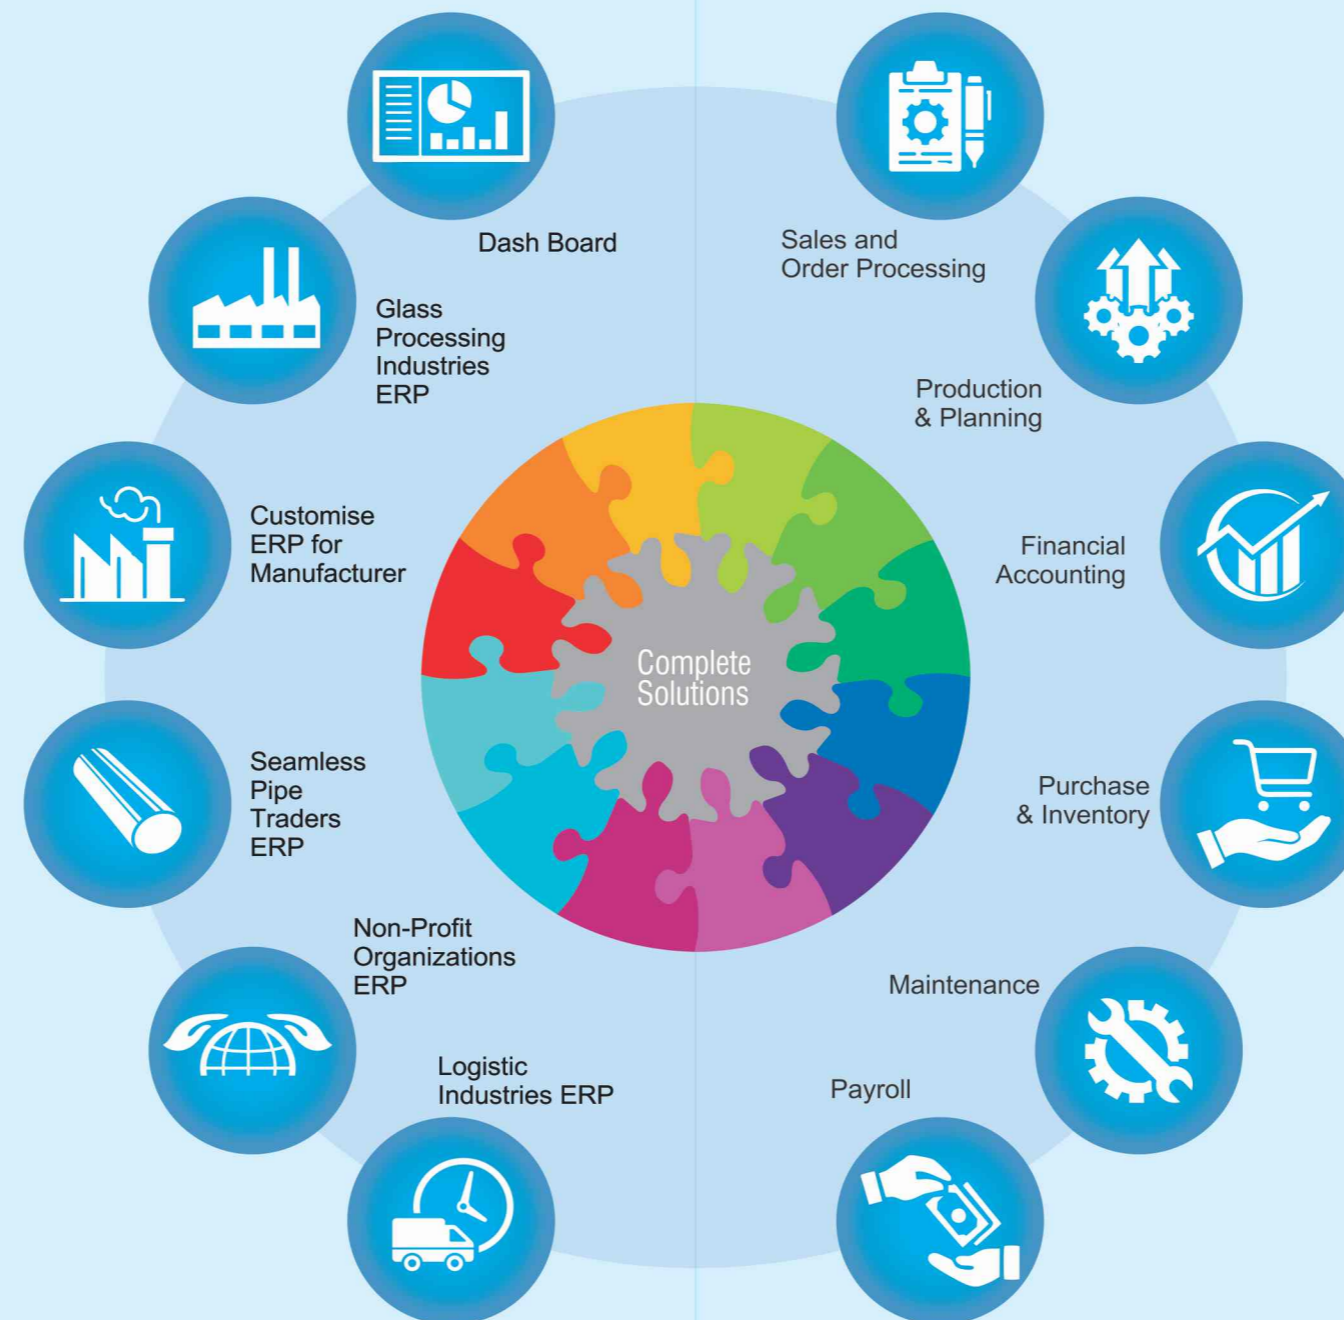 Dash Board
Sales and
Order Processing
Glass
Processing
Industries
ERP
Production
& Planning
Customise
ERP for
Manufacturer
Financial
Accounting
Complete
Solutions
Seamless
Pipe
Traders
ERP
Purchase
& Inventory
Non-Profit
Organizations
ERP
Maintenance
Logistic
Industries ERP
Payroll